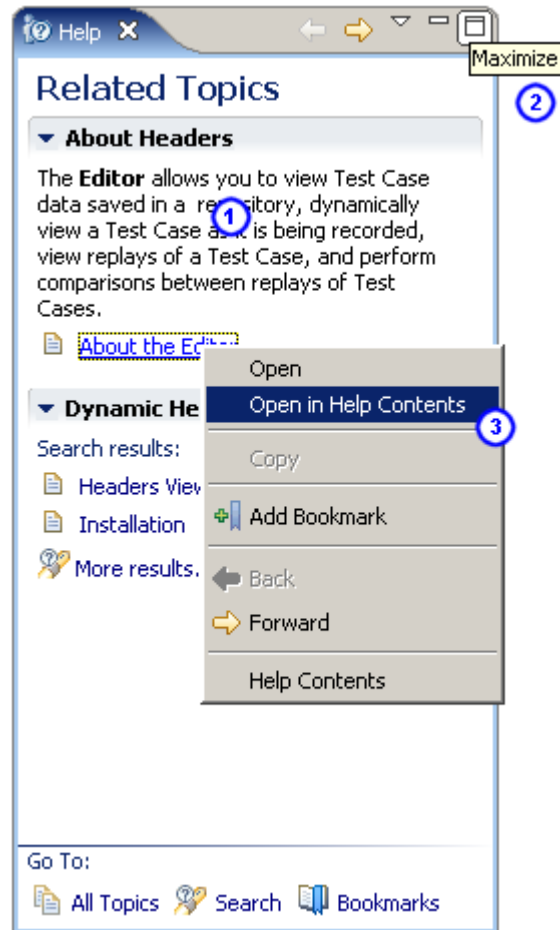 Help
Maximize
Related Topics
2
About Headers
The Editor allows you to view Test Case
data saved in a repository, dynamically
1
view a Test Case as it is being recorded,
view replays of a Test Case, and perform
comparisons between replays of Test
Cases.
About the Editor
Open
Open in Help Contents
3
Copy
Add Bookmark
Back
Forward
Help Contents
Dynamic He
Search results:
Headers View
Installation
More results.
Go To:
All Topics Search Bookmarks